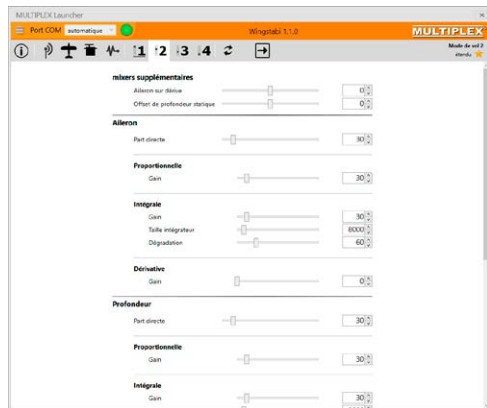 MULTIPLEX Launcher
Port COM automatique Wingstabi 1.1.0 MULTIPLEX
1 2 3 4 Mode de vol 2
étendu
mixers supplémentaires
Aileron sur dérive 0
Offset de profondeur statique 0
Aileron
Part directe 30
Proportionnelle
Gain 30
Intégrale
Gain 30
Taille intégrateur 8000
Dégradation 60
Dérivative
Gain 0
Profondeur
Part directe 30
Proportionnelle
Gain 30
Intégrale
Gain 30